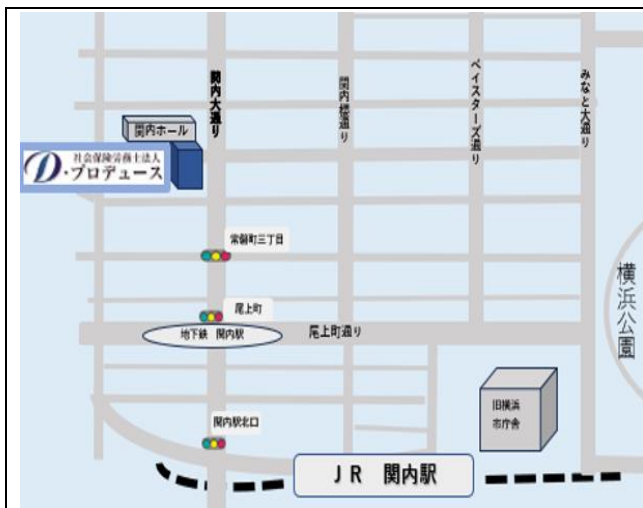 関内大通り
関内桜通り
ベイスターズ通り
みなと大通り
関内ホール
社会保険労務士法人
D・プロデュース
常盤町三丁目
尾上町
地下鉄 関内駅
尾上町通り
横浜公園
旧横浜
市庁舎
関内駅北口
JR 関内駅